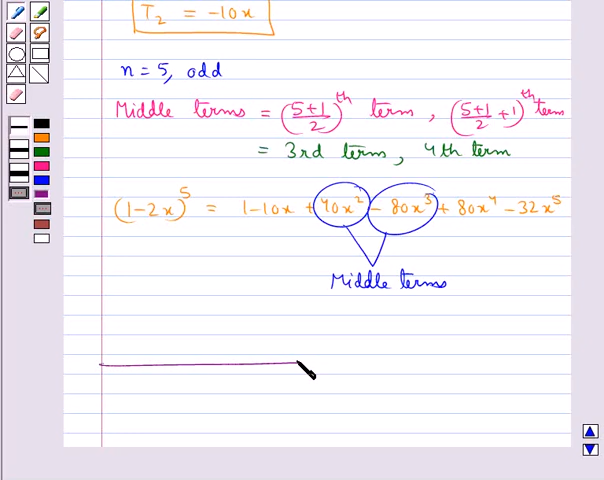 T₂ = -10x
n = 5, odd
Middle terms = (5+1/2)ᵗʰ term, (5+1/2 + 1)ᵗʰ term
= 3rd term, 4th term
(1-2x)⁵ = 1-10x + 40x² - 80x³ + 80x⁴ - 32x⁵
Middle terms